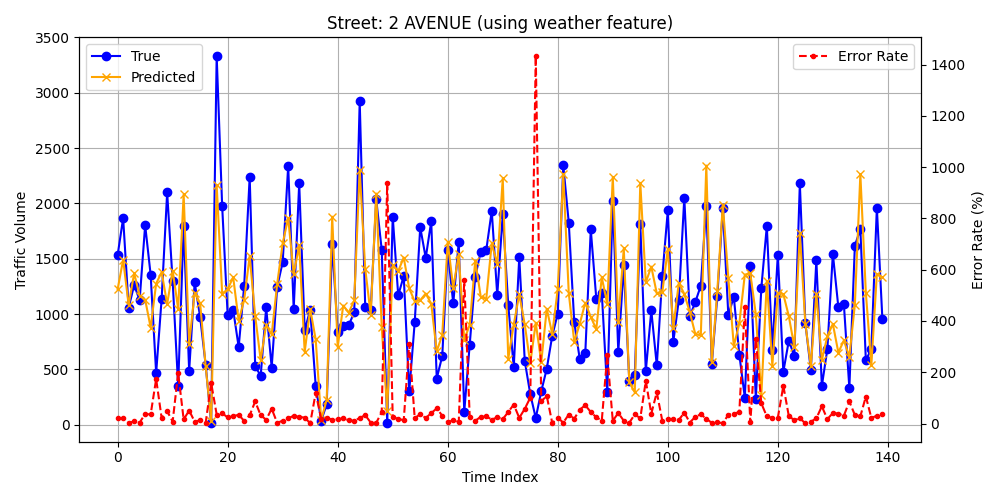 Street: 2 AVENUE (using weather feature)
True
Predicted
Error Rate
Traffic Volume
3500
3000
2500
2000
1500
1000
500
0
1400
1200
1000
800
600
400
200
0
Error Rate (%)
0 20 40 60 80 100 120 140
Time Index